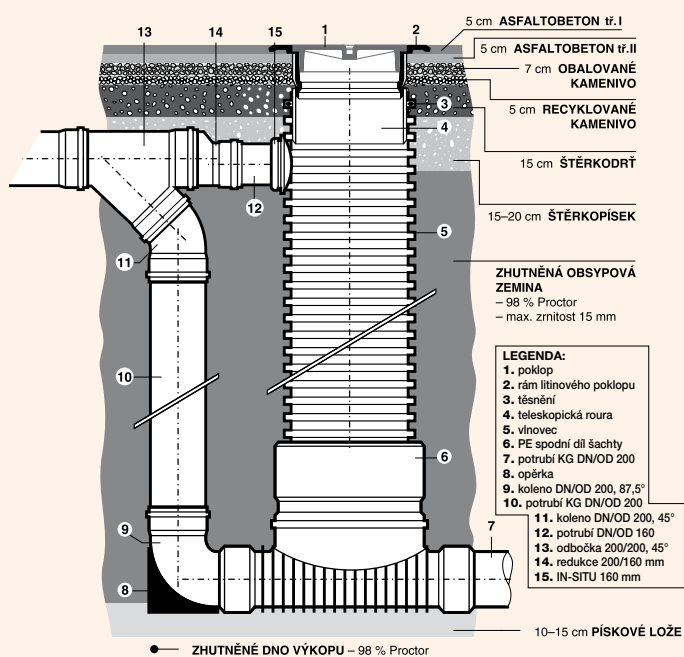 13
14
15
1
2
5 cm ASFALTOBETON tř. I
5 cm ASFALTOBETON tř.II
7 cm OBALOVANÉ
KAMENIVO
5 cm RECYKLOVANÉ
KAMENIVO
3
4
15 cm ŠTĚRKODRŤ
12
15–20 cm ŠTĚRKOPÍSEK
5
11
ZHUTNĚNÁ OBSYPOVÁ
ZEMINA
– 98 % Proctor
– max. zrnitost 15 mm
10
LEGENDA:
1. poklop
2. rám litinového poklopu
3. těsnění
4. teleskopická roura
5. vlnovec
6. PE spodní díl šachty
7. potrubí KG DN/OD 200
8. opěrka
9. koleno DN/OD 200, 87,5°
10. potrubí KG DN/OD 200
11. koleno DN/OD 200, 45°
12. potrubí DN/OD 160
13. odbočka 200/200, 45°
14. redukce 200/160 mm
15. IN-SITU 160 mm
6
9
7
8
10–15 cm PÍSKOVÉ LOŽE
ZHUTNĚNÉ DNO VÝKOPU – 98 % Proctor